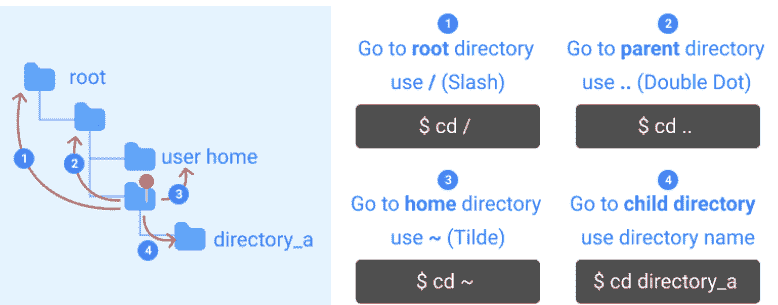 root
user home
directory_a
1
2
3
4
1
Go to root directory
use / (Slash)
$ cd /
2
Go to parent directory
use .. (Double Dot)
$ cd ..
3
Go to home directory
use ~ (Tilde)
$ cd ~
4
Go to child directory
use directory name
$ cd directory_a